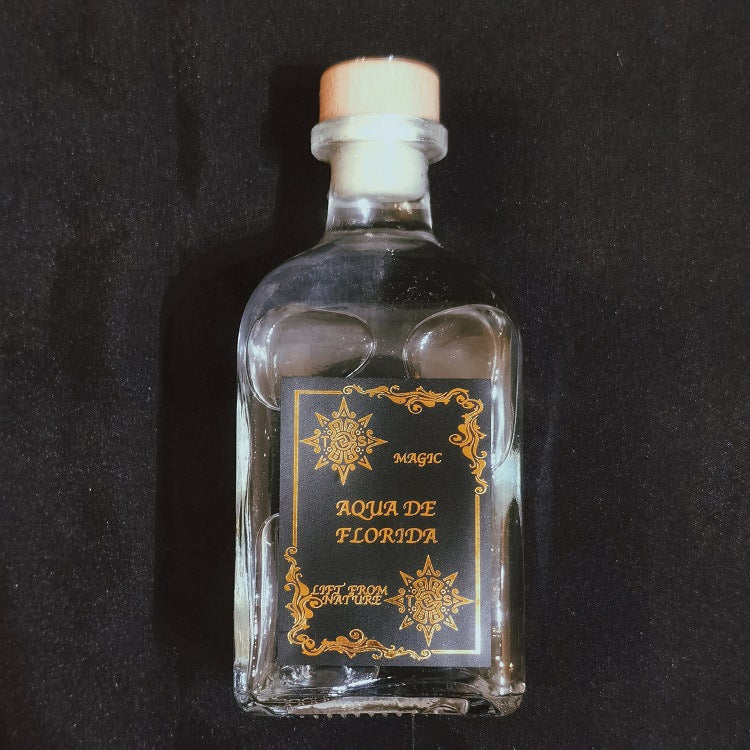 T S
MAGIC
AQUA DE
FLORIDA
LIFT FROM
NATURE
T S